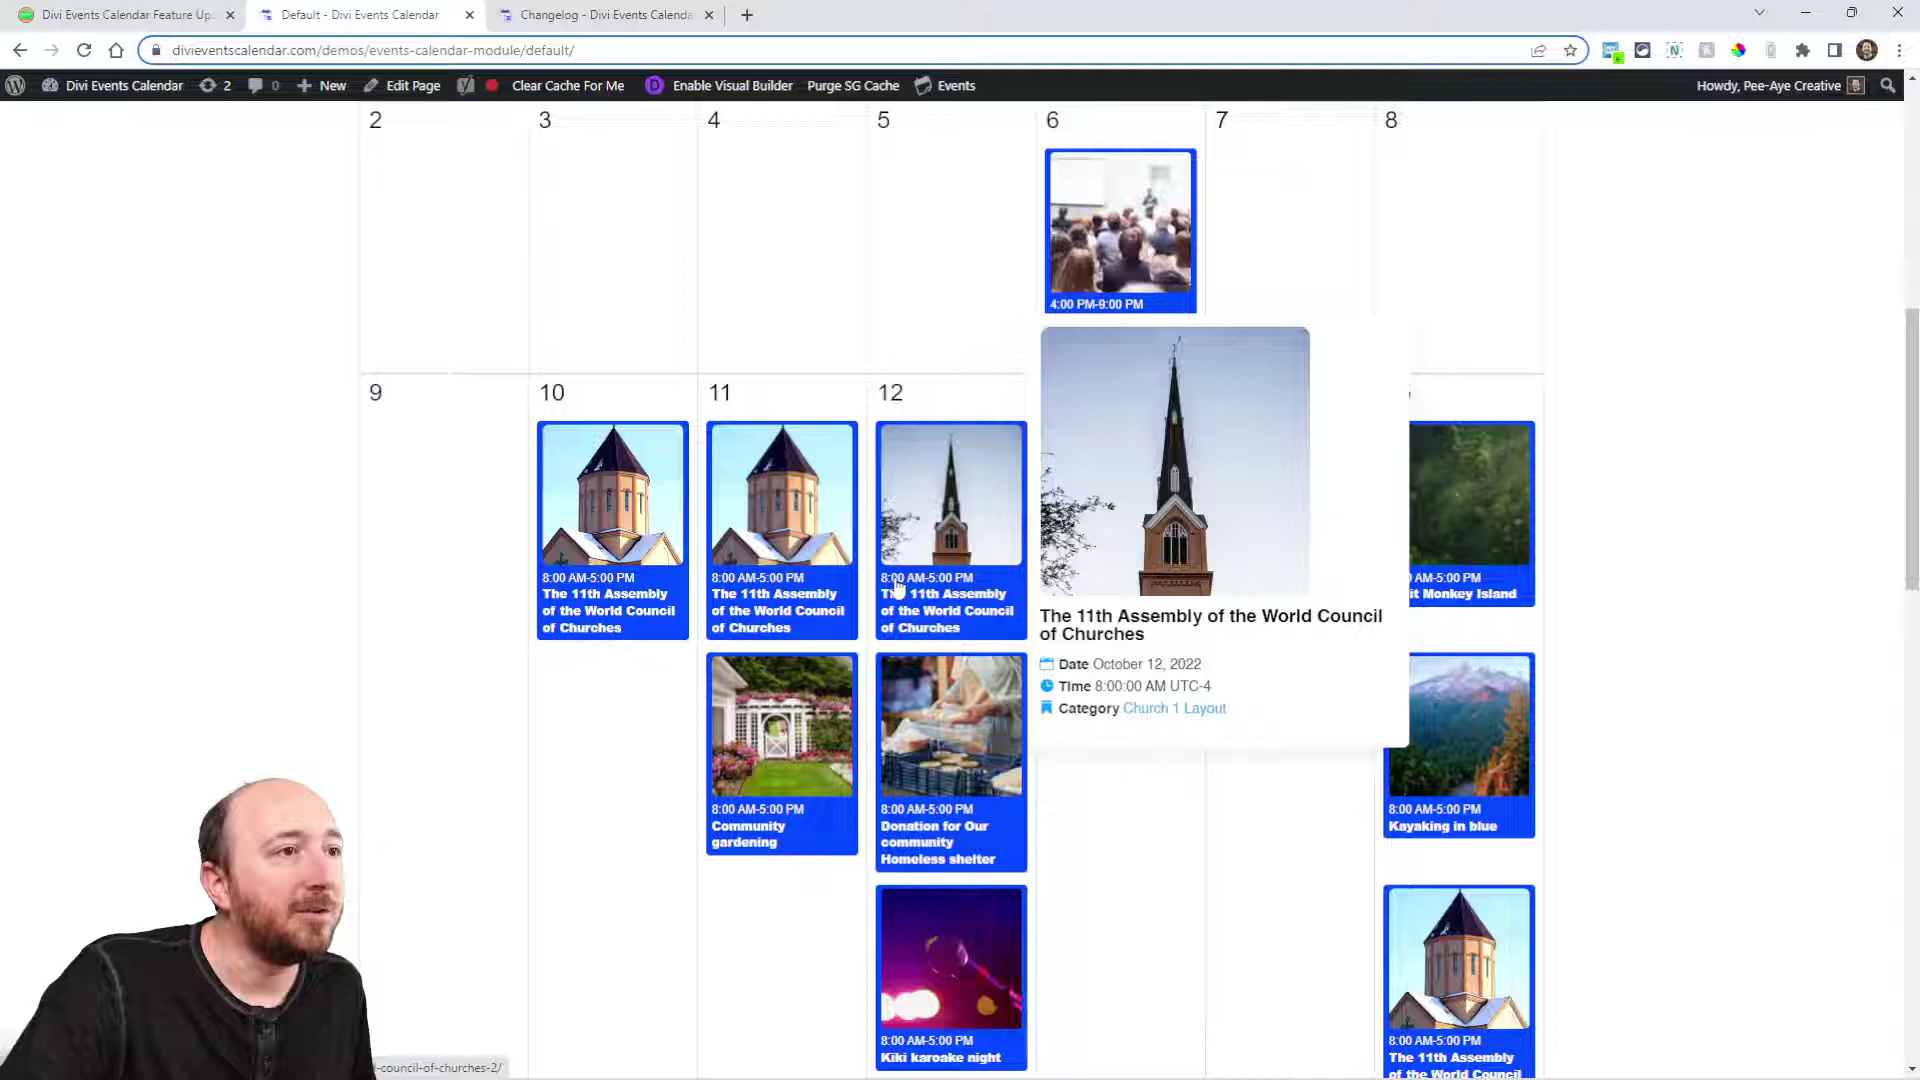 Divi Events Calendar Feature Up
Default - Divi Events Calendar
Changelog - Divi Events Calenda
divieventscalendar.com/demos/events-calendar-module/default/
Divi Events Calendar
2
0
New
Edit Page
Clear Cache For Me
Enable Visual Builder
Purge SG Cache
Events
Howdy, Pee-Aye Creative
2
3
4
5
6
7
8
4:00 PM-9:00 PM
9
10
11
12
8:00 AM-5:00 PM
The 11th Assembly
of the World Council
of Churches
8:00 AM-5:00 PM
The 11th Assembly
of the World Council
of Churches
8:00 AM-5:00 PM
The 11th Assembly
of the World Council
of Churches
The 11th Assembly of the World Council
of Churches
Date October 12, 2022
Time 8:00:00 AM UTC-4
Category Church 1 Layout
AM-5:00 PM
it Monkey Island
8:00 AM-5:00 PM
Community
gardening
8:00 AM-5:00 PM
Donation for Our
community
Homeless shelter
8:00 AM-5:00 PM
Kayaking in blue
8:00 AM-5:00 PM
Kiki karoake night
8:00 AM-5:00 PM
The 11th Assembly
of the World Council
-council-of-churches-2/